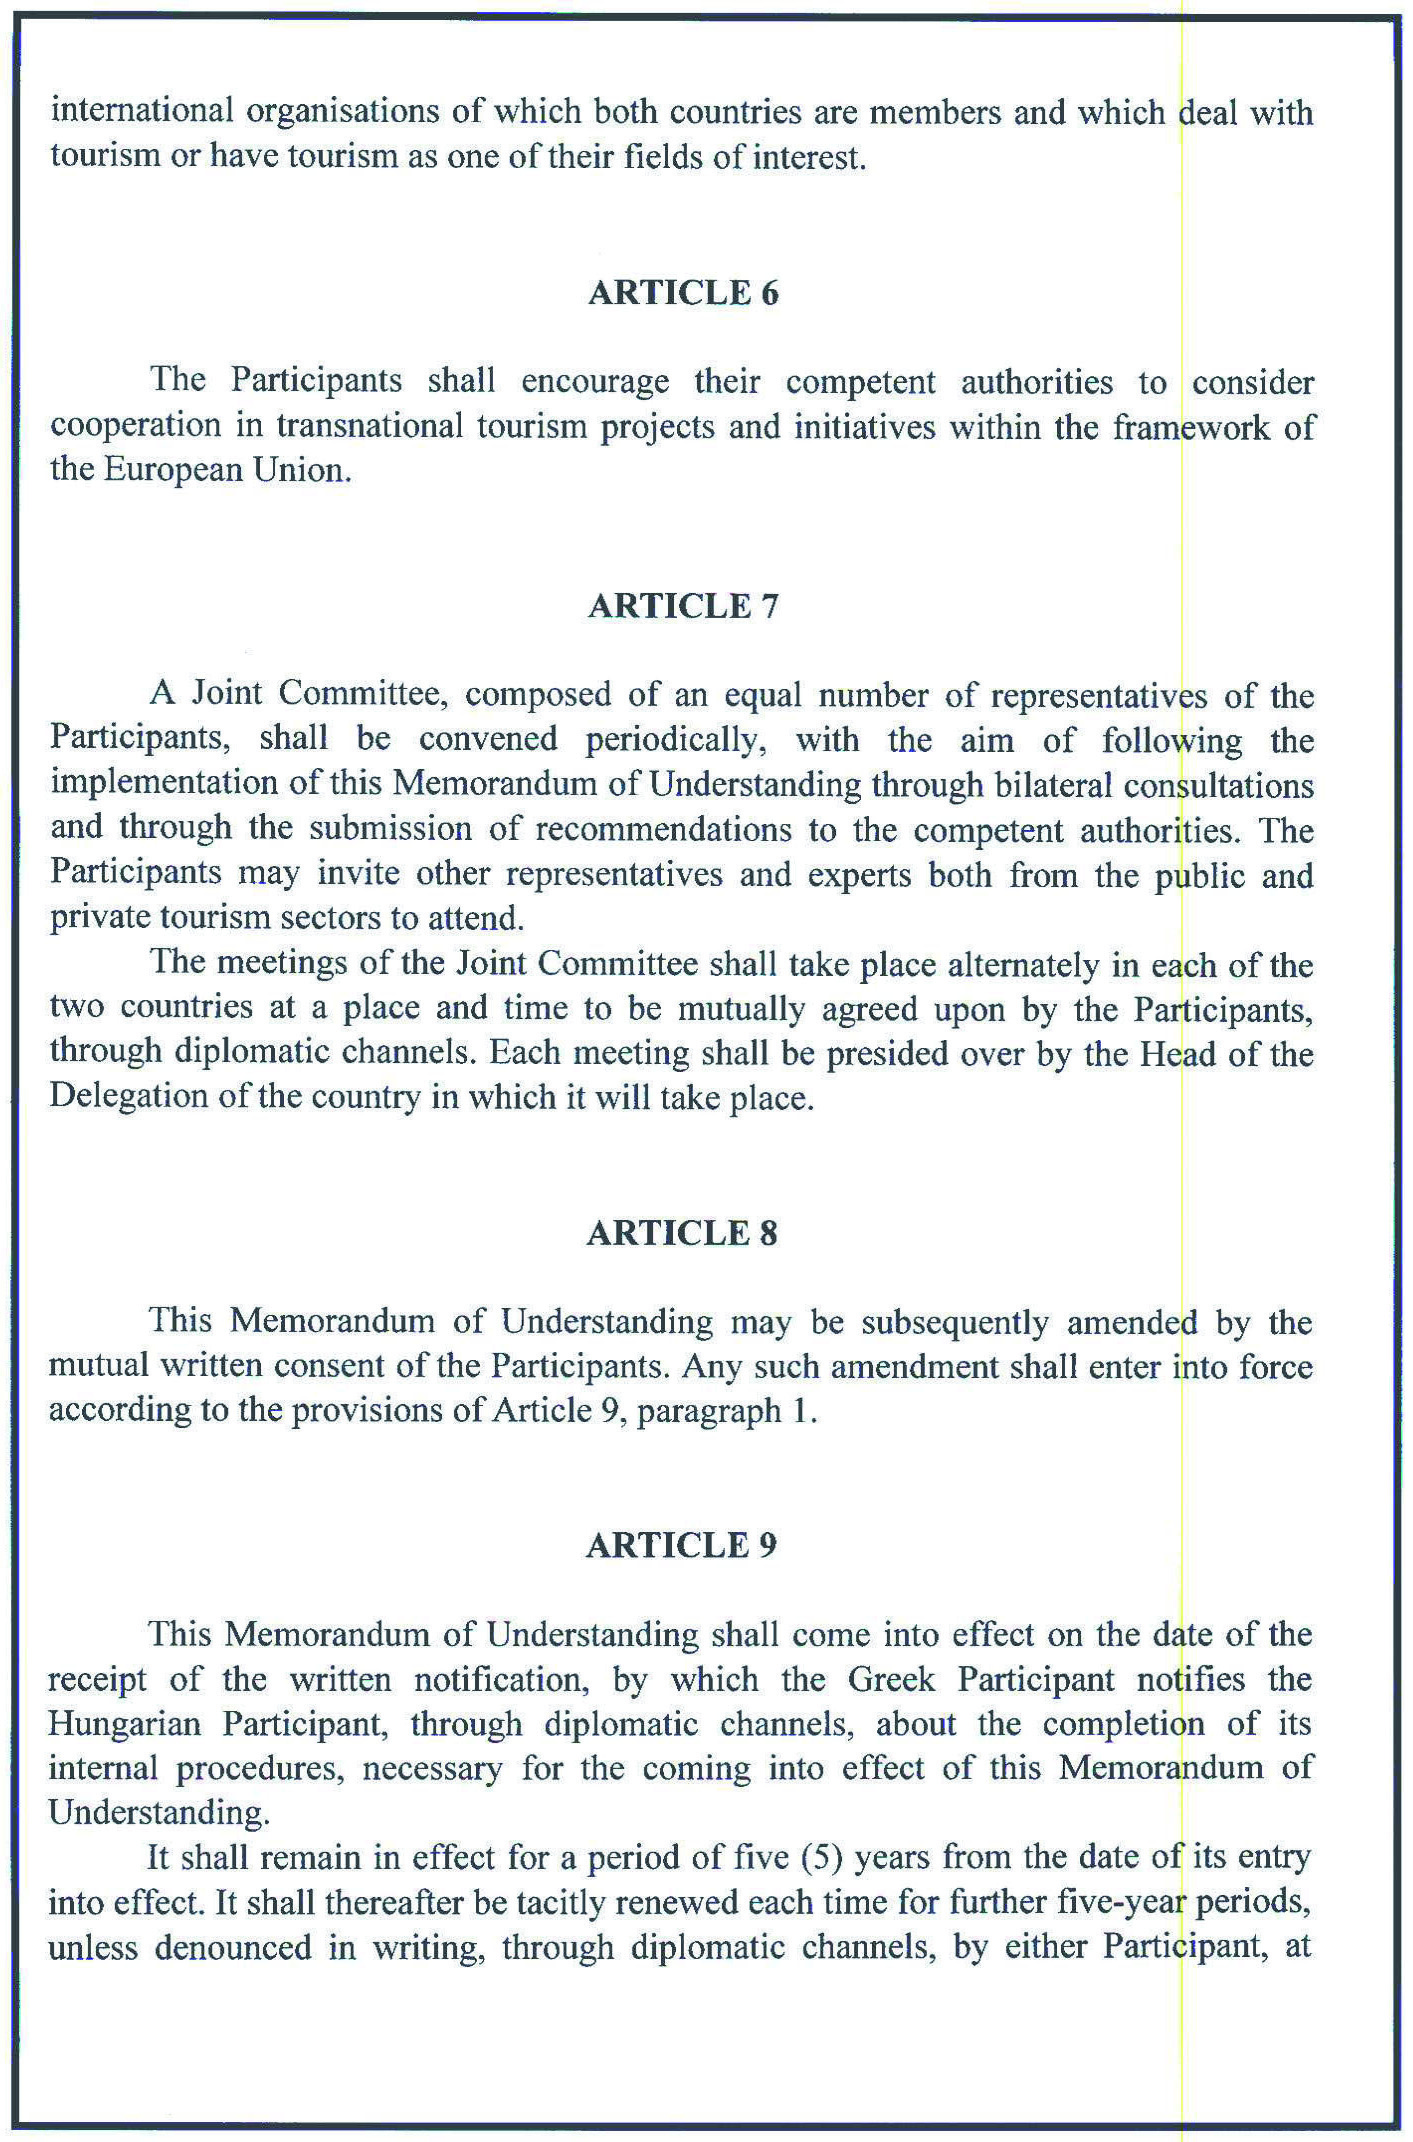 international organisations of which both countries are members and which deal with
tourism or have tourism as one of their fields of interest.
ARTICLE 6
The Participants shall encourage their competent authorities to consider
cooperation in transnational tourism projects and initiatives within the framework of
the European Union.
ARTICLE 7
A Joint Committee, composed of an equal number of representatives of the
Participants, shall be convened periodically, with the aim of following the
implementation of this Memorandum of Understanding through bilateral consultations
and through the submission of recommendations to the competent authorities. The
Participants may invite other representatives and experts both from the public and
private tourism sectors to attend.
The meetings of the Joint Committee shall take place alternately in each of the
two countries at a place and time to be mutually agreed upon by the Participants,
through diplomatic channels. Each meeting shall be presided over by the Head of the
Delegation of the country in which it will take place.
ARTICLE 8
This Memorandum of Understanding may be subsequently amended by the
mutual written consent of the Participants. Any such amendment shall enter into force
according to the provisions of Article 9, paragraph 1.
ARTICLE 9
This Memorandum of Understanding shall come into effect on the date of the
receipt of the written notification, by which the Greek Participant notifies the
Hungarian Participant, through diplomatic channels, about the completion of its
internal procedures, necessary for the coming into effect of this Memorandum of
Understanding.
It shall remain in effect for a period of five (5) years from the date of its entry
into effect. It shall thereafter be tacitly renewed each time for further five-year periods,
unless denounced in writing, through diplomatic channels, by either Participant, at